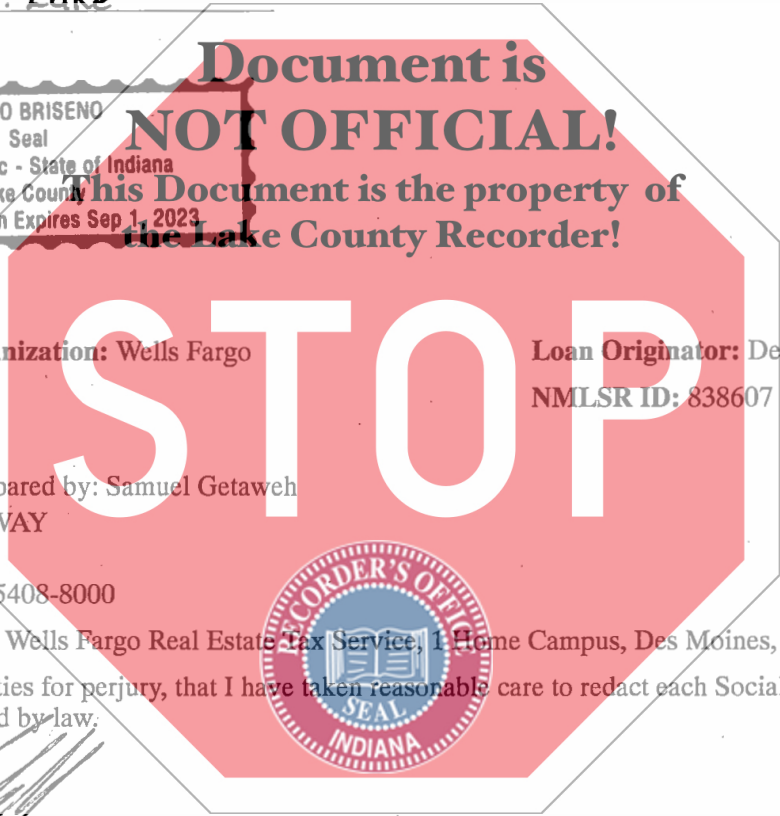 Document is
NOT OFFICIAL!
This Document is the property of
the Lake County Recorder!
O BRISENO
Seal
c - State of Indiana
ke County
n Expires Sep 1, 2023
STOP
nization: Wells Fargo
Loan Originator: De
NMLSR ID: 838607
pared by: Samuel Getaweh
WAY
5408-8000
Wells Fargo Real Estate Tax Service, 1 Home Campus, Des Moines,
ties for perjury, that I have taken reasonable care to redact each Social
d by law.
RECORDER'S OFFICE
SEAL
INDIANA